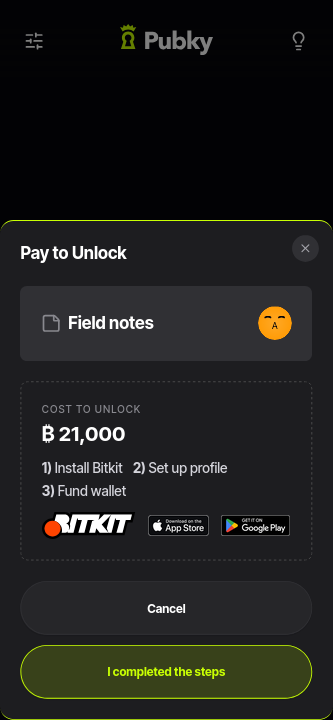 Pubky
Pay to Unlock
Field notes
A
COST TO UNLOCK
₿ 21,000
1) Install Bitkit 2) Set up profile
3) Fund wallet
BITKIT
Download on the
App Store
GET IT ON
Google Play
Cancel
I completed the steps